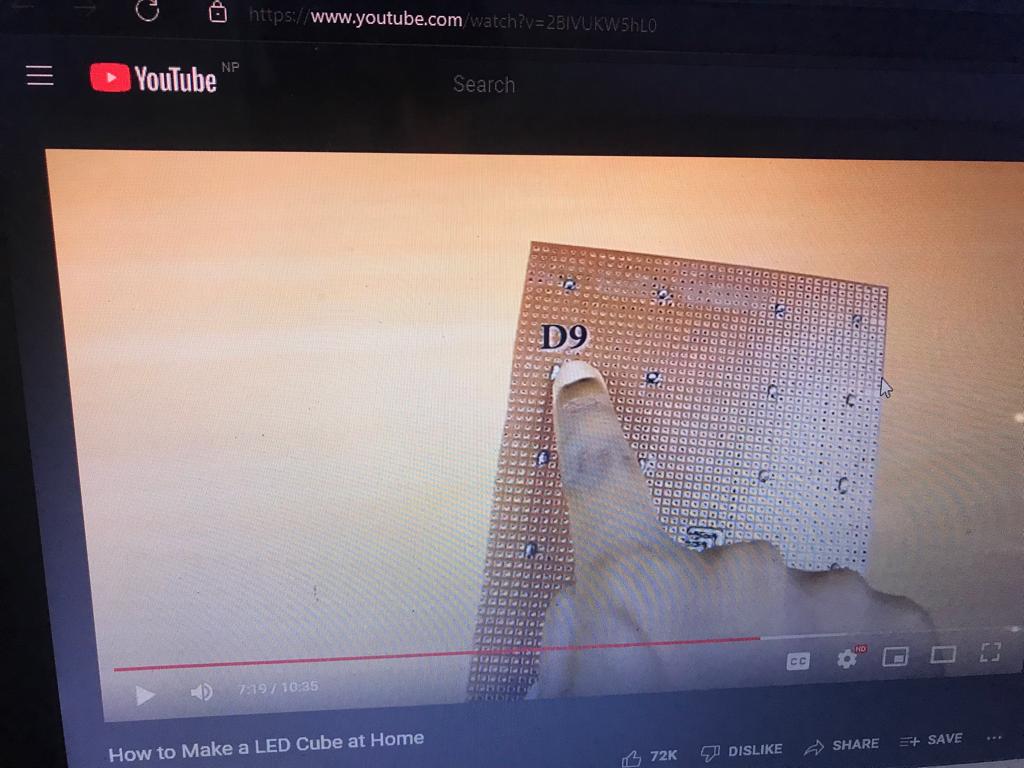 https://www.youtube.com/watch?v=2BIVUKW5hL0
YouTube NP
Search
D9
CC
HD
7:19 / 10:35
How to Make a LED Cube at Home
72K
DISLIKE
SHARE
SAVE